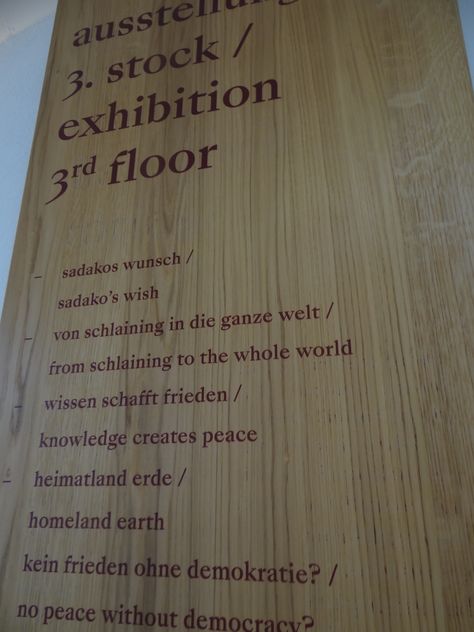 ausstellung
3. stock /
exhibition
3rd floor
– sadakos wunsch /
sadako's wish
– von schlaining in die ganze welt /
from schlaining to the whole world
– wissen schafft frieden /
knowledge creates peace
– heimatland erde /
homeland earth
kein frieden ohne demokratie? /
no peace without democracy?